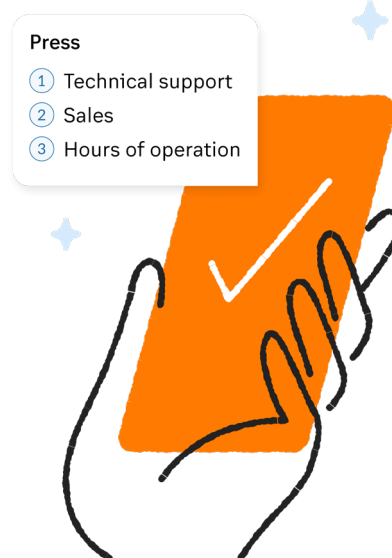 Press
1 Technical support
2 Sales
3 Hours of operation